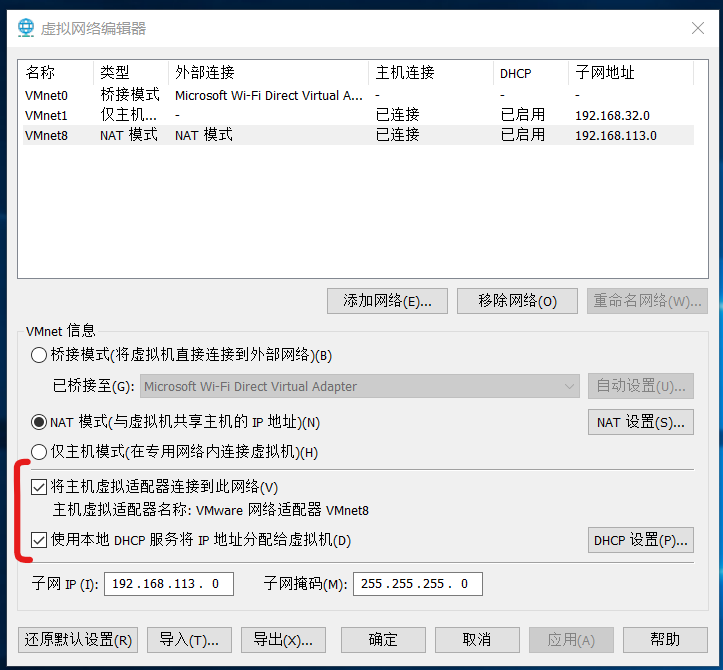 虚拟网络编辑器
名称 类型 外部连接 主机连接 DHCP 子网地址
VMnet0 桥接模式 Microsoft Wi-Fi Direct Virtual A... - - -
VMnet1 仅主机... - 已连接 已启用 192.168.32.0
VMnet8 NAT 模式 NAT 模式 已连接 已启用 192.168.113.0
添加网络(E)... 移除网络(O) 重命名网络(W)...
VMnet 信息
桥接模式(将虚拟机直接连接到外部网络)(B)
已桥接至(G): Microsoft Wi-Fi Direct Virtual Adapter 自动设置(U)...
NAT 模式(与虚拟机共享主机的 IP 地址)(N) NAT 设置(S)...
仅主机模式(在专用网络内连接虚拟机)(H)
将主机虚拟适配器连接到此网络(V)
主机虚拟适配器名称: VMware 网络适配器 VMnet8
使用本地 DHCP 服务将 IP 地址分配给虚拟机(D) DHCP 设置(P)...
子网 IP (I): 192.168.113. 0 子网掩码(M): 255.255.255. 0
还原默认设置(R) 导入(T)... 导出(X)... 确定 取消 应用(A) 帮助